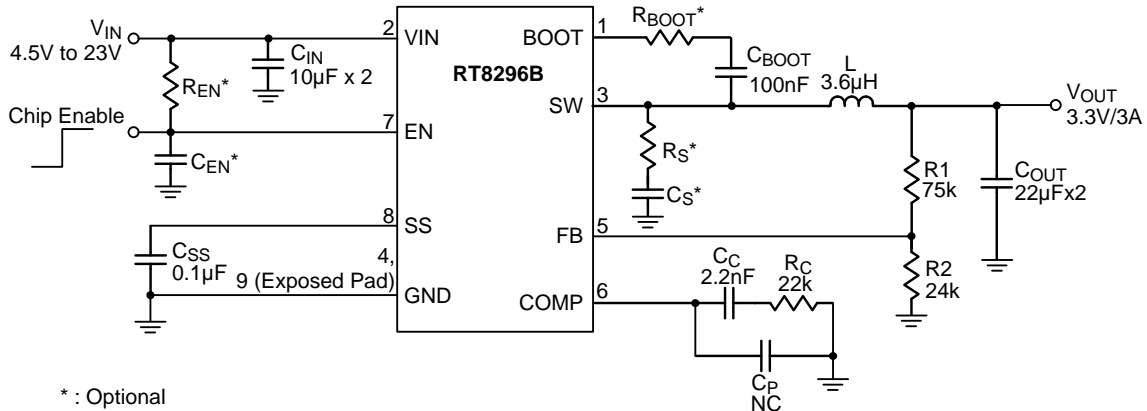 VIN
4.5V to 23V
REN*
CIN
10µF x 2
Chip Enable
CEN*
CSS
0.1µF
2
7
8
4,
9 (Exposed Pad)
VIN
EN
SS
GND
RT8296B
BOOT
SW
FB
COMP
1
3
5
6
RBOOT*
CBOOT
100nF
L
3.6µH
VOUT
3.3V/3A
RS*
CS*
R1
75k
COUT
22µFx2
R2
24k
CC
2.2nF
RC
22k
CP
NC
* : Optional